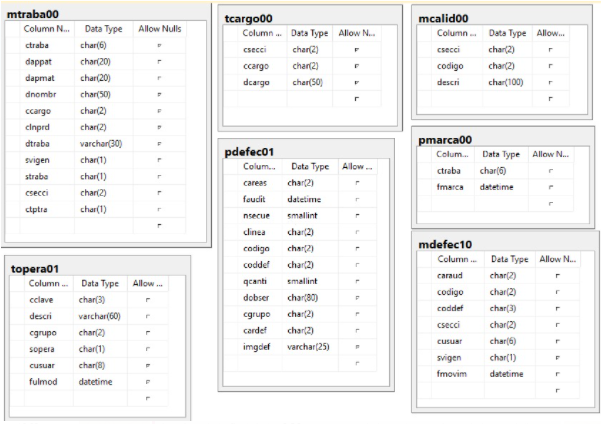 mtraba00
Column N... Data Type Allow Nulls
ctraba char(6)
dappat char(20)
dapmat char(20)
dnombr char(50)
ccargo char(2)
clnprd char(2)
dtraba varchar(30)
svigen char(1)
straba char(1)
csecci char(2)
ctptra char(1)
tcargo00
Column ... Data Type Allow N...
csecci char(2)
ccargo char(2)
dcargo char(50)
mcalid00
Column ... Data Type Allow N...
csecci char(2)
codigo char(2)
descri char(100)
pdefec01
Colum... Data Type Allow ...
careas char(2)
faudit datetime
nsecue smallint
clinea char(2)
codigo char(2)
coddef char(2)
qcanti smallint
dobser char(80)
cgrupo char(2)
cardef char(2)
imgdef varchar(25)
pmarca00
Colum... Data Type Allow N...
ctraba char(6)
fmarca datetime
topera01
Column ... Data Type Allow ...
cclave char(3)
descri varchar(60)
cgrupo char(2)
sopera char(1)
cusuar char(8)
fulmod datetime
mdefec10
Column ... Data Type Allow N...
caraud char(2)
codigo char(2)
coddef char(3)
csecci char(2)
cusuar char(6)
svigen char(1)
fmovim datetime